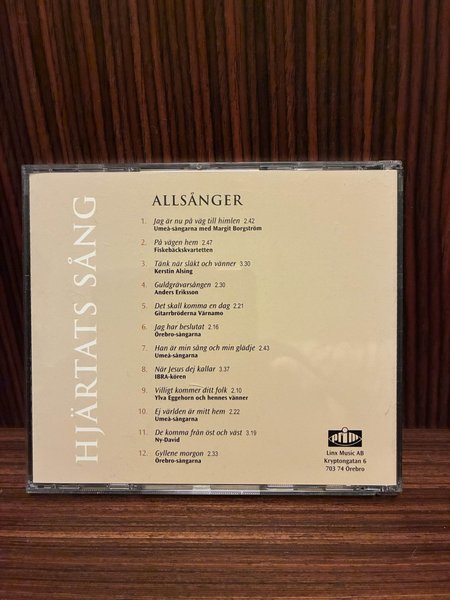 HJÄRTATS SÅNG
ALLSÅNGER
1. Jag är nu på väg till himlen 2.42
Umeå-sångarna med Margit Borgström
2. På vägen hem 2.47
Fiskebäckskvartetten
3. Tänk när släkt och vänner 3.30
Kerstin Alsing
4. Guldgrävarsången 2.30
Anders Eriksson
5. Det skall komma en dag 2.21
Gitarrbröderna Värnamo
6. Jag har beslutat 2.16
Örebro-sångarna
7. Han är min sång och min glädje 2.43
Umeå-sångarna
8. När Jesus dej kallar 3.37
IBRA-kören
9. Villigt kommer ditt folk 2.10
Ylva Eggehorn och hennes vänner
10. Ej världen är mitt hem 2.22
Umeå-sångarna
11. De komma från öst och väst 3.19
Ny-David
12. Gyllene morgon 2.33
Örebro-sångarna
prim
Linx Music AB
Kryptongatan 6
703 74 Örebro